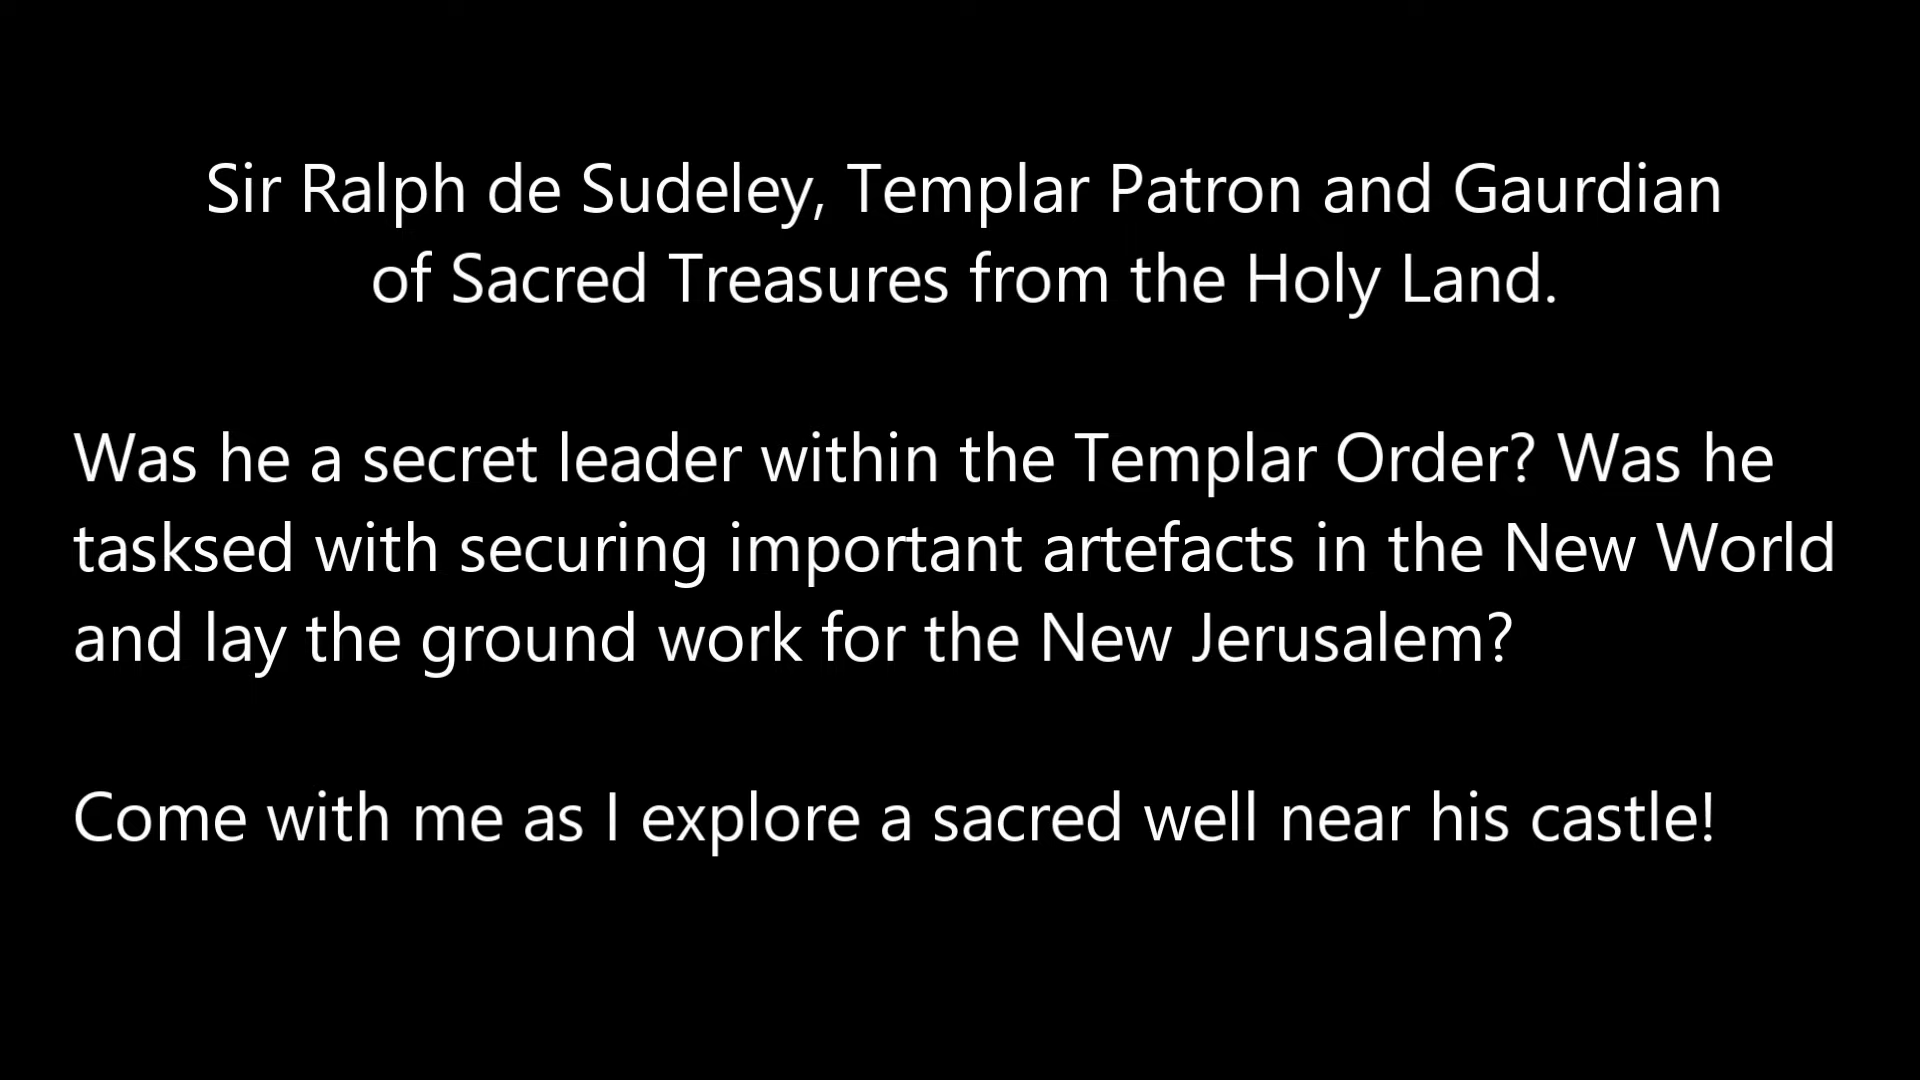 Sir Ralph de Sudeley, Templar Patron and Gaurdian
of Sacred Treasures from the Holy Land.
Was he a secret leader within the Templar Order? Was he
tasksed with securing important artefacts in the New World
and lay the ground work for the New Jerusalem?
Come with me as I explore a sacred well near his castle!